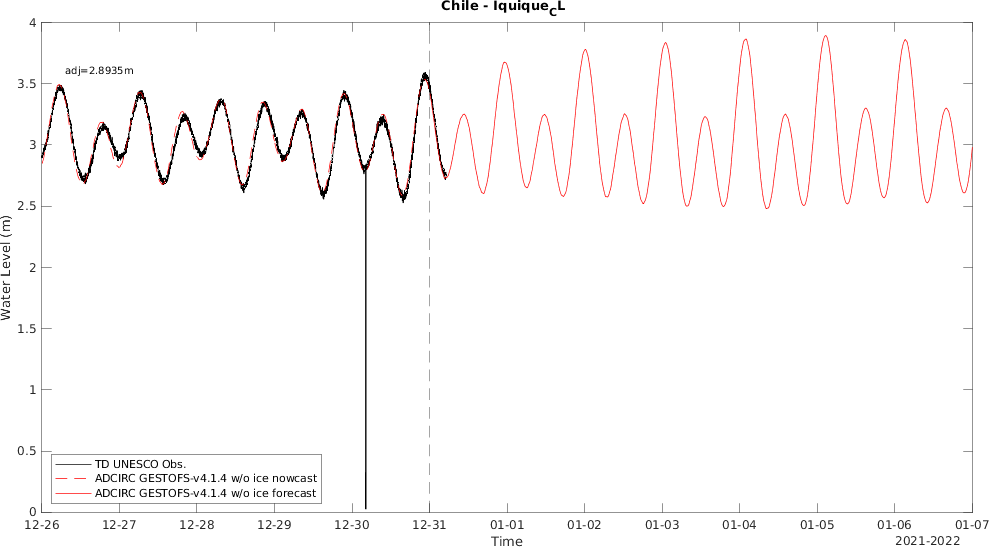 Chile - Iquique_CL
adj=2.8935m
4
3.5
3
2.5
2
1.5
1
0.5
0
Water Level (m)
TD UNESCO Obs.
ADCIRC GESTOFS-v4.1.4 w/o ice nowcast
ADCIRC GESTOFS-v4.1.4 w/o ice forecast
12-26 12-27 12-28 12-29 12-30 12-31 01-01 01-02 01-03 01-04 01-05 01-06 01-07
Time
2021-2022